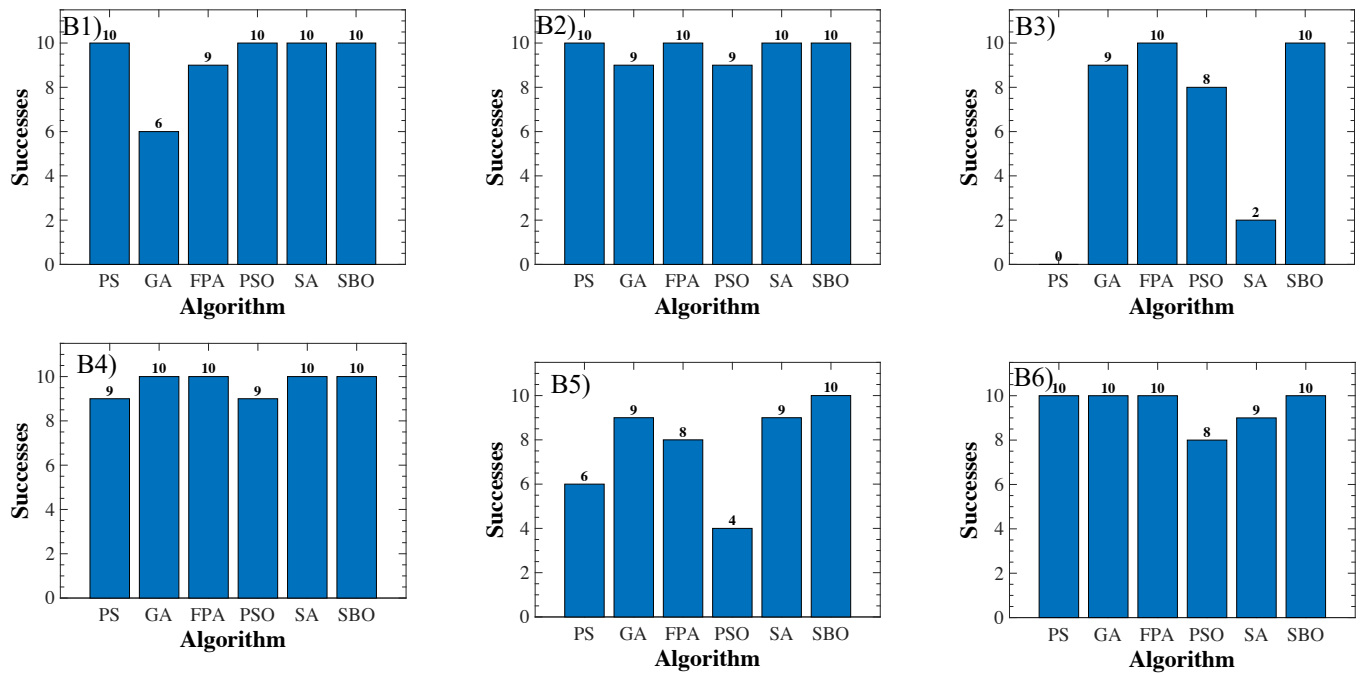 B1)
10 6 9 10 10 10
Successes
10
8
6
4
2
0
PS GA FPA PSO SA SBO
Algorithm
B2)
10 9 10 9 10 10
Successes
10
8
6
4
2
0
PS GA FPA PSO SA SBO
Algorithm
B3)
0 9 10 8 2 10
Successes
10
8
6
4
2
0
PS GA FPA PSO SA SBO
Algorithm
B4)
9 10 10 9 10 10
Successes
10
8
6
4
2
0
PS GA FPA PSO SA SBO
Algorithm
B5)
6 9 8 4 9 10
Successes
10
8
6
4
2
0
PS GA FPA PSO SA SBO
Algorithm
B6)
10 10 10 8 9 10
Successes
10
8
6
4
2
0
PS GA FPA PSO SA SBO
Algorithm